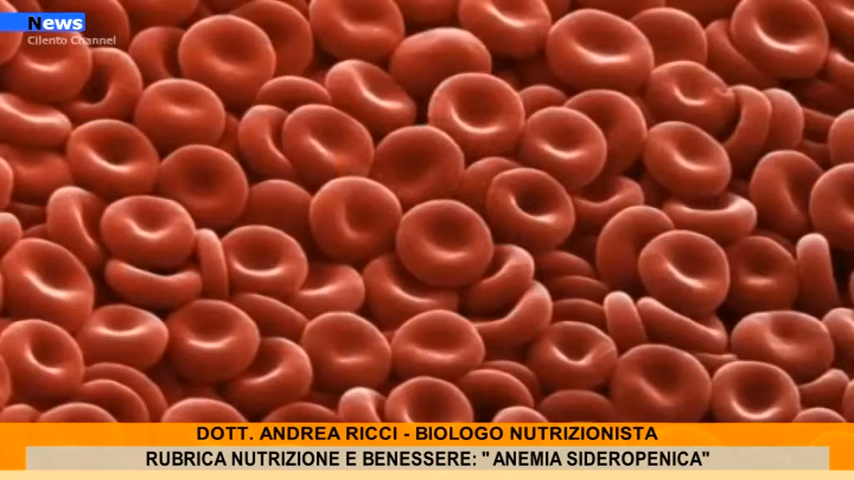 News
Cilento Channel
DOTT. ANDREA RICCI - BIOLOGO NUTRIZIONISTA
RUBRICA NUTRIZIONE E BENESSERE: "ANEMIA SIDEROPENICA"